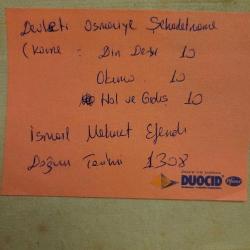 Devleti Osmaniye Şehadetname
(Karne = Din Dersi 10
Okuma 10
Hal ve Gidiş 10
İsmail Mehmet Efendi
Doğum Tarihi 1308
DUOCID
Pfizer